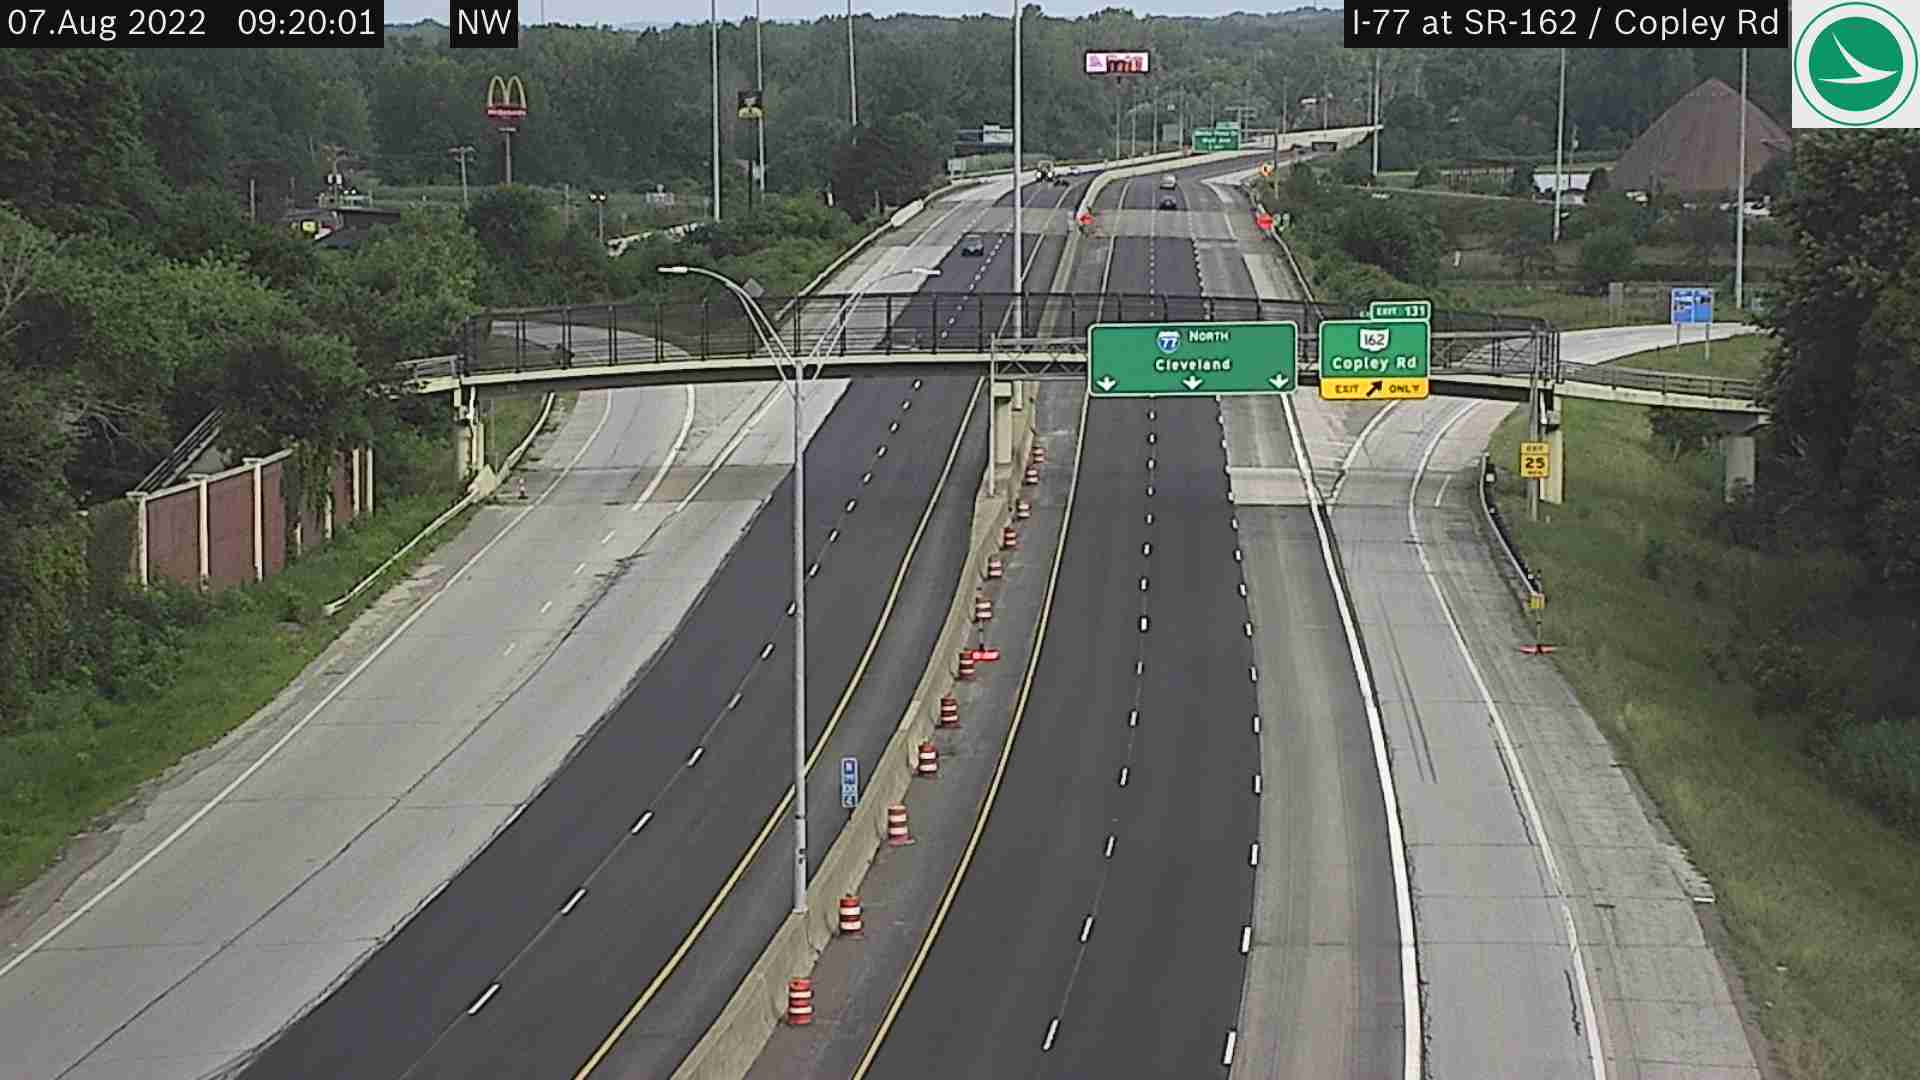 07.Aug 2022 09:20:01
NW
I-77 at SR-162 / Copley Rd
McDonald's
EXIT 131
77 NORTH
Cleveland
162
Copley Rd
EXIT ONLY
EXIT
25